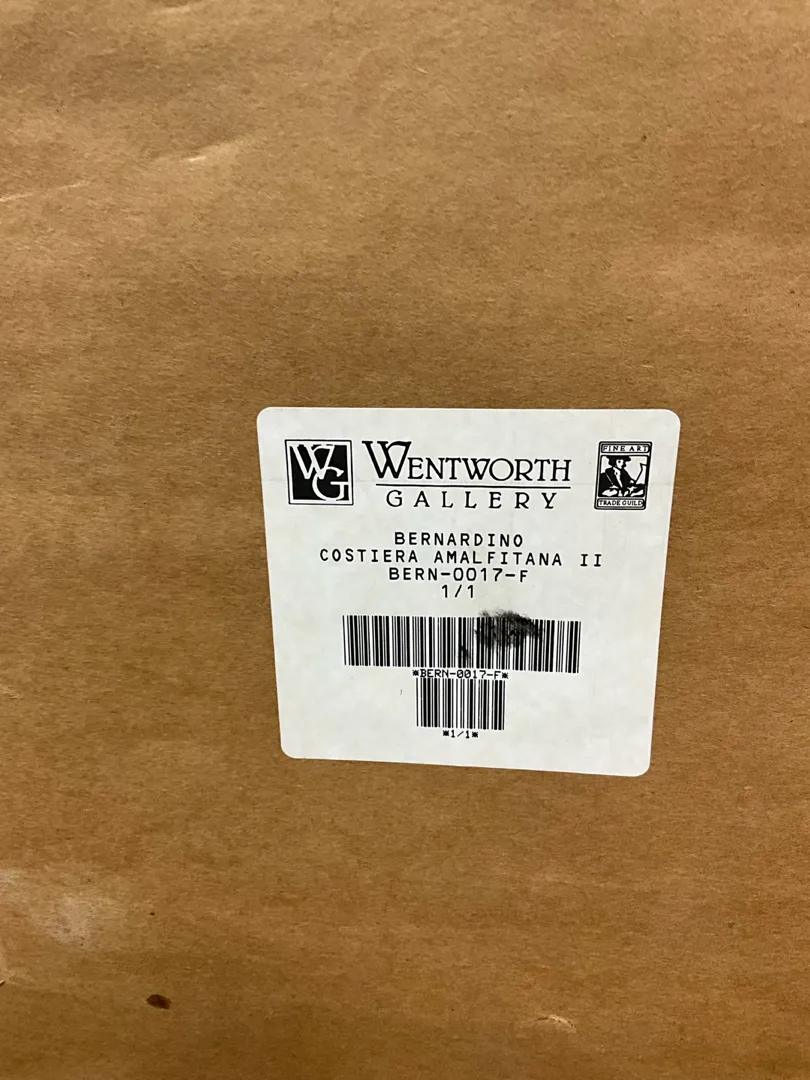 WG
WENTWORTH
GALLERY
FINE ART
TRADE GUILD
BERNARDINO
COSTIERA AMALFITANA II
BERN-0017-F
1/1
*BERN-0017-F*
*1/1*